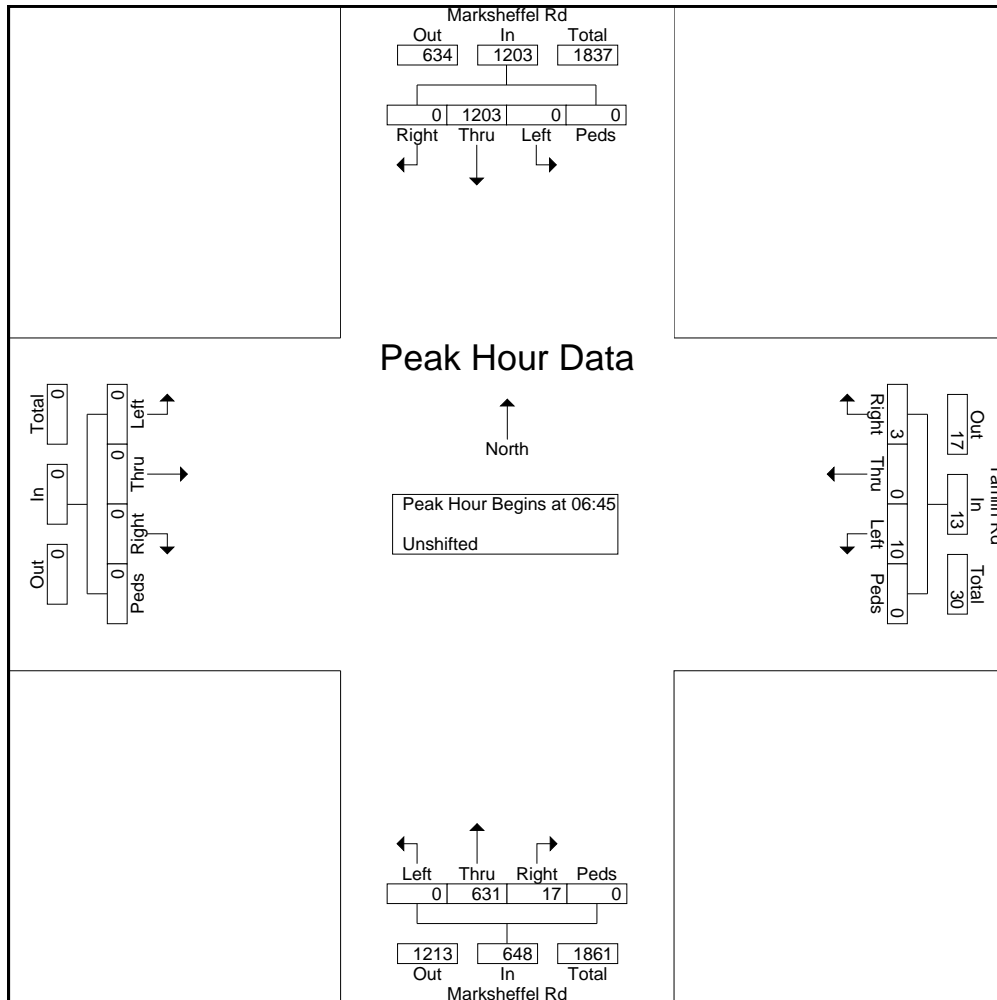 Marksheffel Rd
Out In Total
634 1203 1837
0 1203 0 0
Right Thru Left Peds
Peak Hour Data
North
Peak Hour Begins at 06:45
Unshifted
Total In Out
0 0 0
0 0 0 0
Left Thru Right Peds
Right Thru Left Peds
3 0 10 0
Out In Total
17 13 30
Rd
Left Thru Right Peds
0 631 17 0
1213 648 1861
Out In Total
Marksheffel Rd